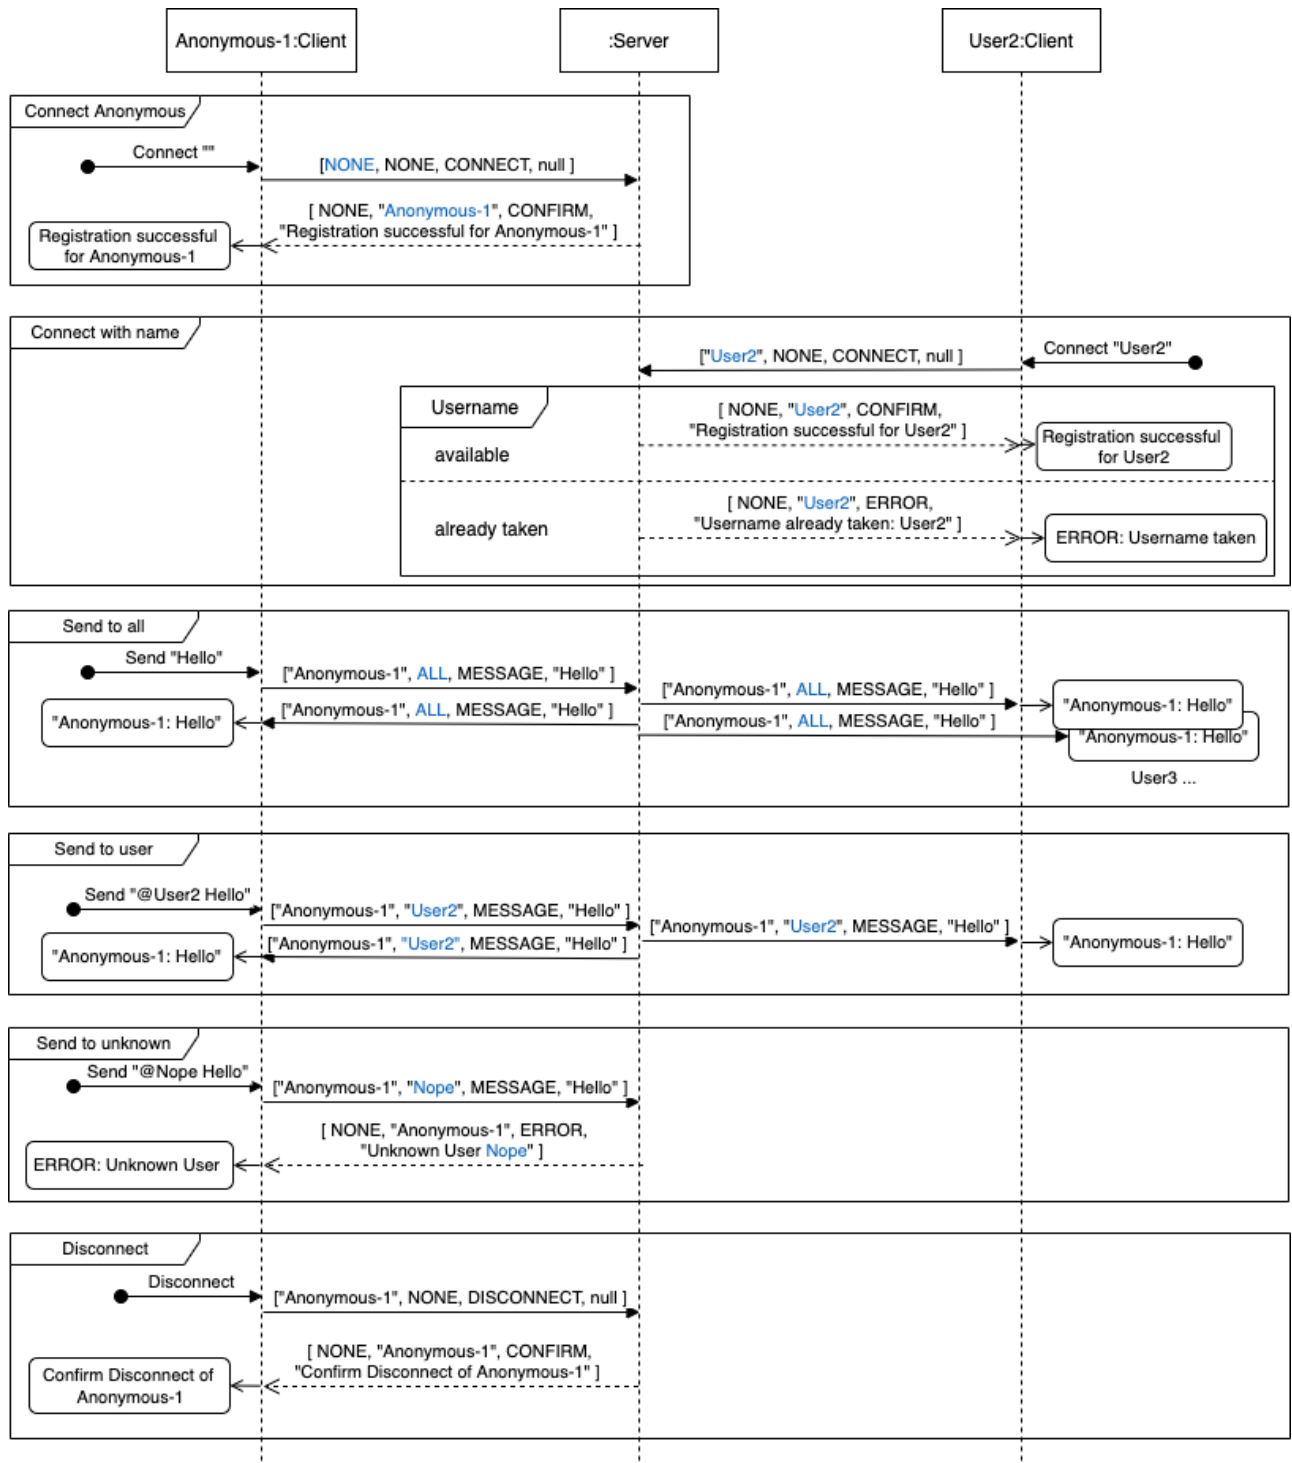 Anonymous-1:Client
:Server
User2:Client
Connect Anonymous
Connect ""
[NONE, NONE, CONNECT, null ]
[ NONE, "Anonymous-1", CONFIRM,
"Registration successful for Anonymous-1" ]
Registration successful
for Anonymous-1
Connect with name
["User2", NONE, CONNECT, null ]
Connect "User2"
Username
[ NONE, "User2", CONFIRM,
"Registration successful for User2" ]
available
Registration successful
for User2
[ NONE, "User2", ERROR,
"Username already taken: User2" ]
already taken
ERROR: Username taken
Send to all
Send "Hello"
["Anonymous-1", ALL, MESSAGE, "Hello" ]
["Anonymous-1", ALL, MESSAGE, "Hello" ]
"Anonymous-1: Hello"
["Anonymous-1", ALL, MESSAGE, "Hello" ]
"Anonymous-1: Hello"
["Anonymous-1", ALL, MESSAGE, "Hello" ]
"Anonymous-1: Hello"
User3 ...
Send to user
Send "@User2 Hello"
["Anonymous-1", "User2", MESSAGE, "Hello" ]
["Anonymous-1", "User2", MESSAGE, "Hello" ]
"Anonymous-1: Hello"
["Anonymous-1", "User2", MESSAGE, "Hello" ]
"Anonymous-1: Hello"
Send to unknown
Send "@Nope Hello"
["Anonymous-1", "Nope", MESSAGE, "Hello" ]
[ NONE, "Anonymous-1", ERROR,
"Unknown User Nope" ]
ERROR: Unknown User
Disconnect
Disconnect
["Anonymous-1", NONE, DISCONNECT, null ]
[ NONE, "Anonymous-1", CONFIRM,
"Confirm Disconnect of Anonymous-1" ]
Confirm Disconnect of
Anonymous-1